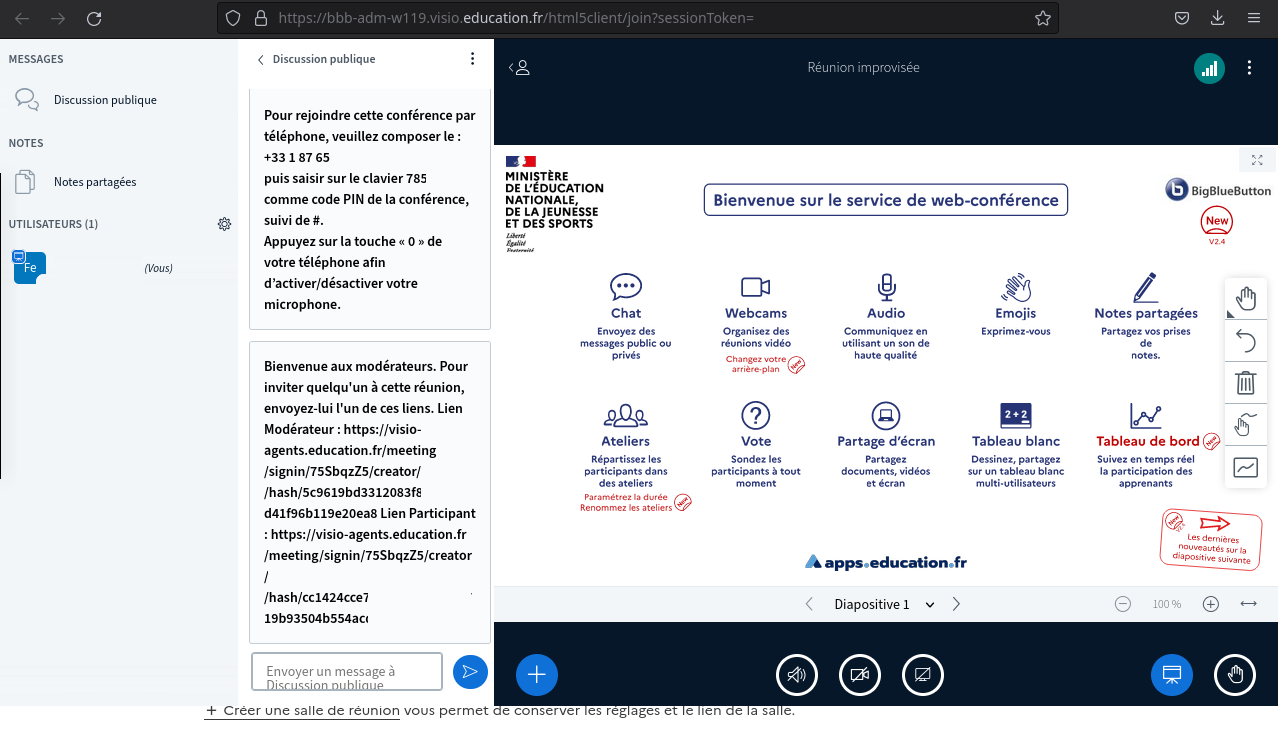 https://bbb-adm-w119.visio.education.fr/html5client/join?sessionToken=
MESSAGES
Discussion publique
NOTES
Notes partagées
UTILISATEURS (1)
Fe
(Vous)
Discussion publique
Pour rejoindre cette conférence par
téléphone, veuillez composer le :
+33 1 87 65
puis saisir sur le clavier 785
comme code PIN de la conférence,
suivi de #.
Appuyez sur la touche « 0 » de
votre téléphone afin
d’activer/désactiver votre
microphone.
Bienvenue aux modérateurs. Pour
inviter quelqu'un à cette réunion,
envoyez-lui l'un de ces liens. Lien
Modérateur : https://visio-
agents.education.fr/meeting
/signin/75SbqzZ5/creator/
/hash/5c9619bd3312083f8
d41f96b119e20ea8 Lien Participant
: https://visio-agents.education.fr
/meeting/signin/75SbqzZ5/creator
/
/hash/cc1424cce7
19b93504b554acc
Envoyer un message à
Discussion publique
Réunion improvisée
MINISTÈRE
DE L’ÉDUCATION
NATIONALE,
DE LA JEUNESSE
ET DES SPORTS
Liberté
Égalité
Fraternité
Bienvenue sur le service de web-conférence
BigBlueButton
New
V2.4
Chat
Envoyez des
messages public ou
privés
Webcams
Organisez des
réunions vidéo
Changez votre
arrière-plan
New
Audio
Communiquez en
utilisant un son de
haute qualité
Emojis
Exprimez-vous
Notes partagées
Partagez vos prises
de
notes.
Ateliers
Répartissez les
participants dans
des ateliers
Paramétrez la durée
Renommez les ateliers
New
Vote
Sondez les
participants à tout
moment
Partage d’écran
Partagez
documents, vidéos
et écran
2+2
Tableau blanc
Dessinez, partagez
sur un tableau blanc
multi-utilisateurs
Tableau de bord
New
Suivez en temps réel
la participation des
apprenants
New
Les dernières
nouveautés sur la
diapositive suivante
apps.education.fr
Diapositive 1
100 %
+ Créer une salle de réunion vous permet de conserver les réglages et le lien de la salle.